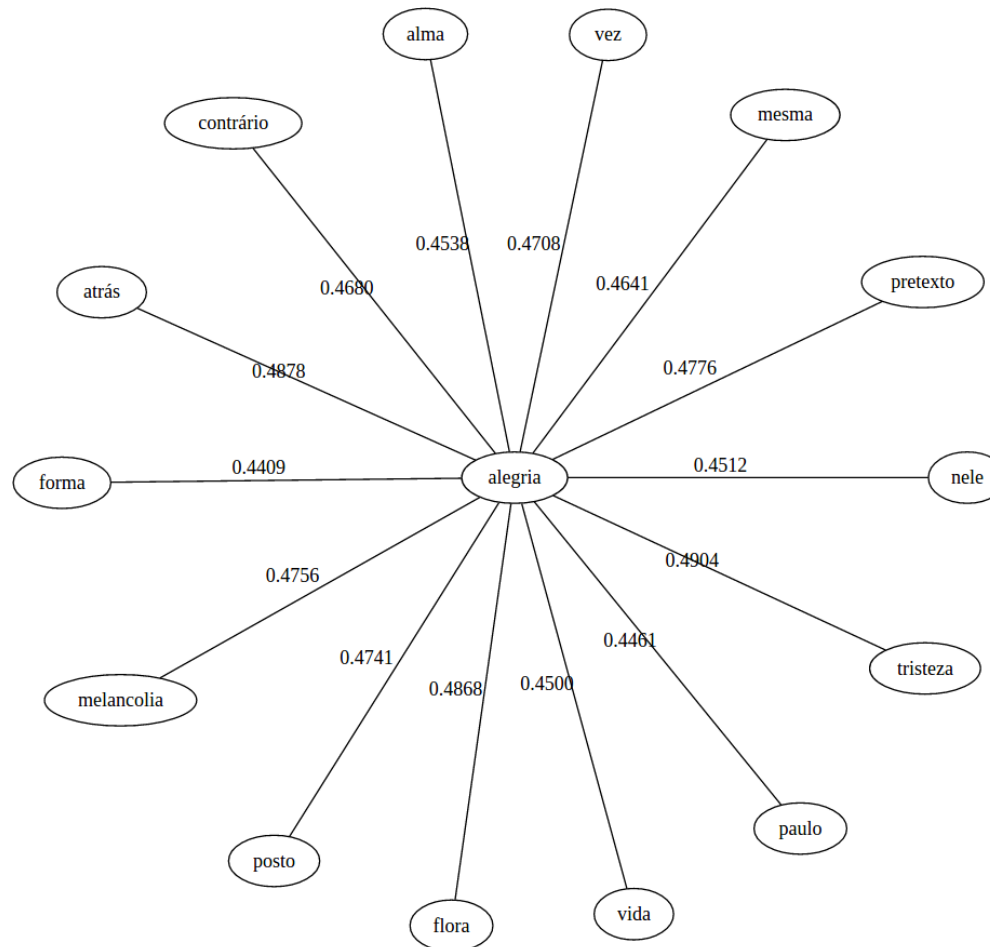 alma
vez
mesma
contrário
0.4538
0.4708
0.4641
0.4680
atrás
pretexto
0.4878
0.4776
forma
0.4409
alegria
0.4512
nele
0.4756
0.4904
melancolia
0.4741
0.4868
0.4500
0.4461
tristeza
posto
flora
vida
paulo